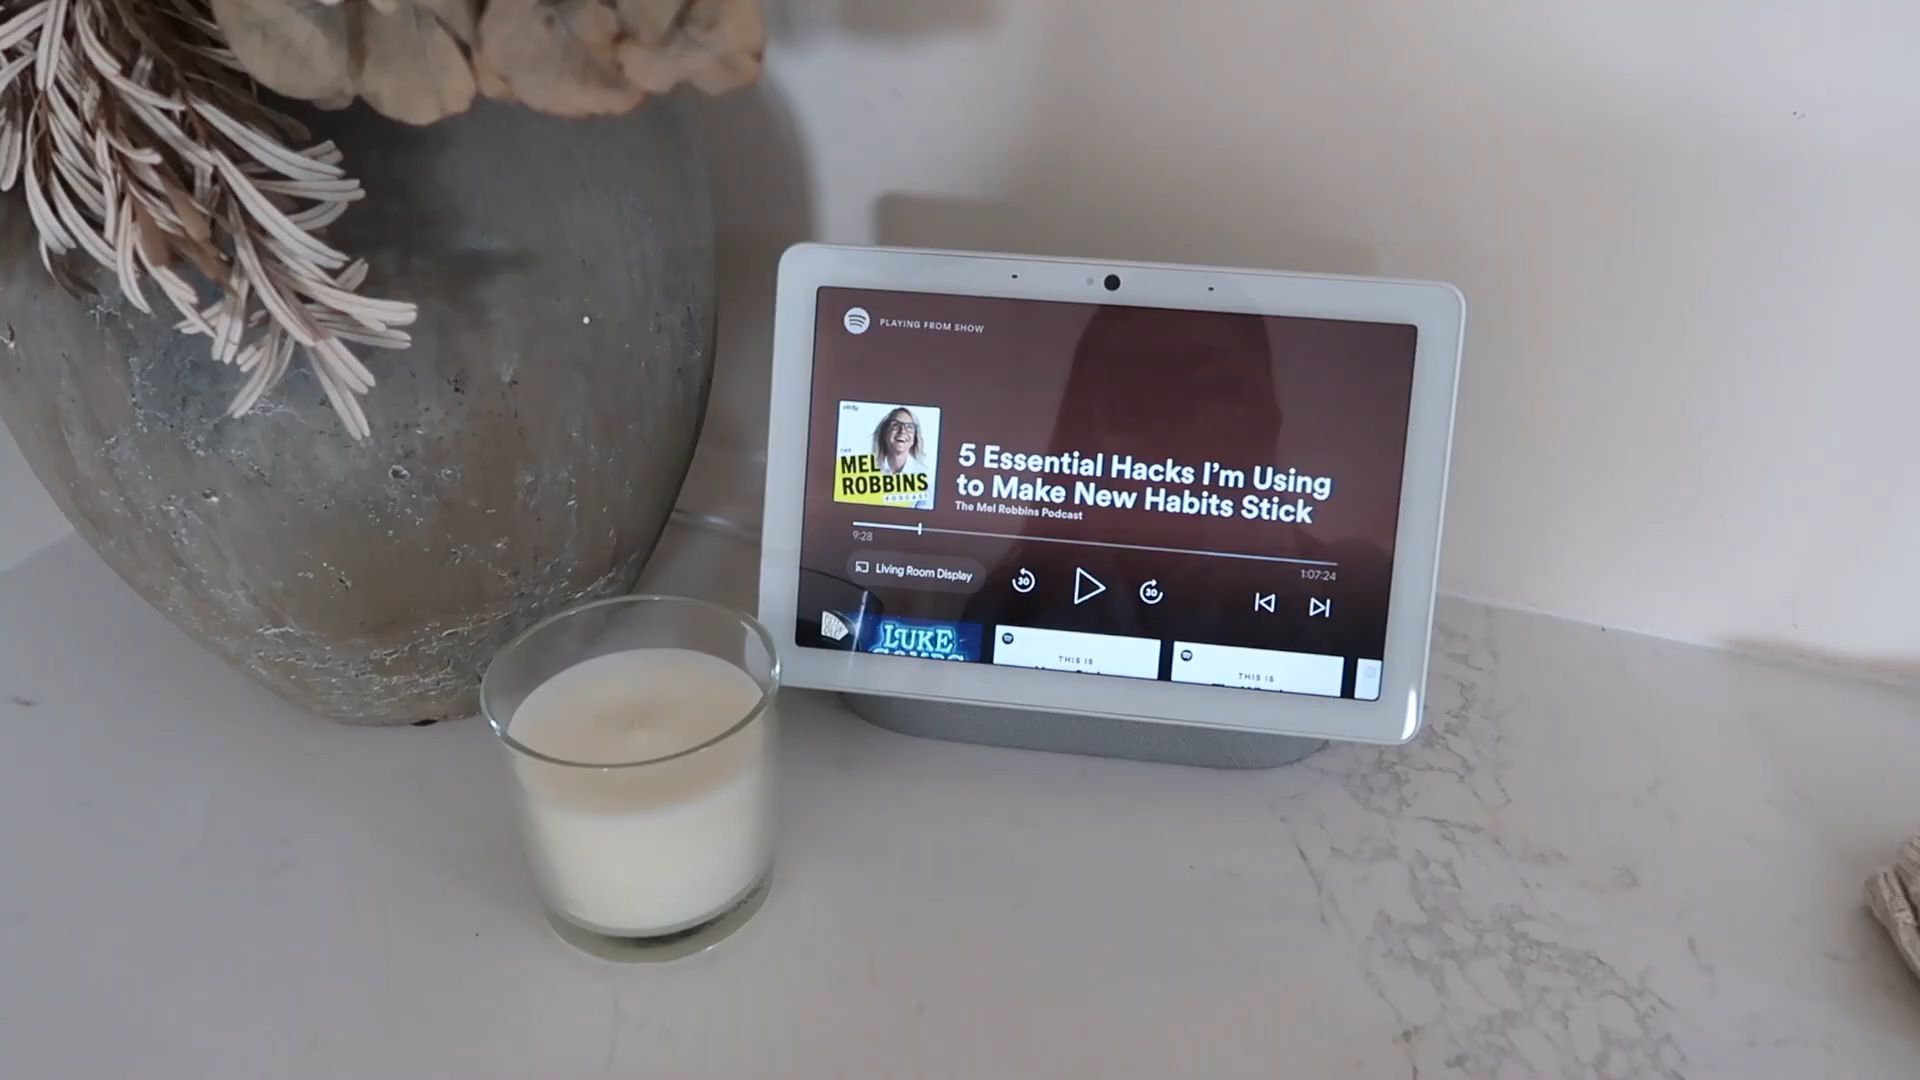 PLAYING FROM SHOW
THE
MEL
ROBBINS
PODCAST
5 Essential Hacks I'm Using
to Make New Habits Stick
The Mel Robbins Podcast
9:28
1:07:24
Living Room Display
30
30
LUKE
THIS IS
THIS IS